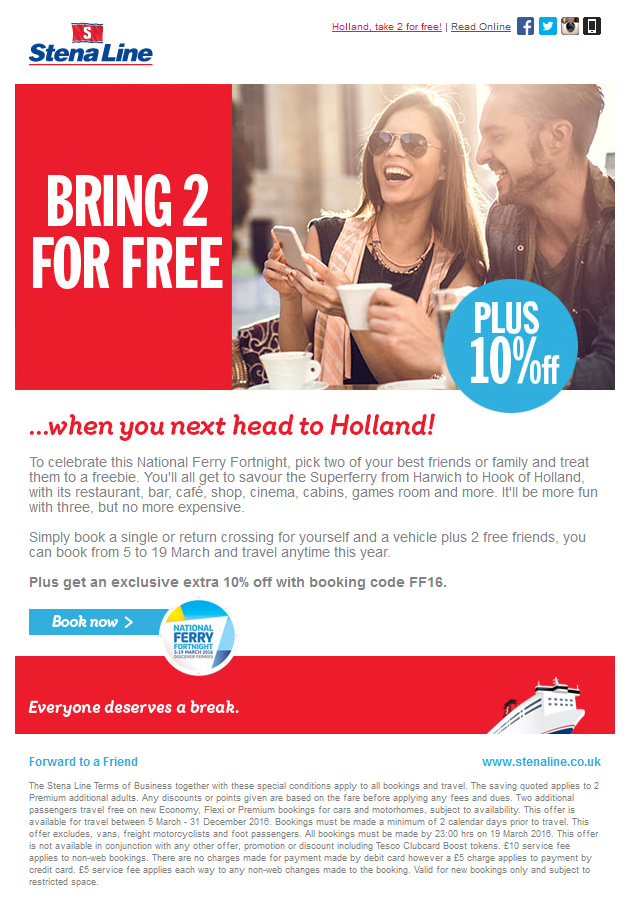 S
Stena Line
Holland, take 2 for free! | Read Online
BRING 2
FOR FREE
PLUS
10% off
...when you next head to Holland!
To celebrate this National Ferry Fortnight, pick two of your best friends or family and treat
them to a freebie. You'll all get to savour the Superferry from Harwich to Hook of Holland,
with its restaurant, bar, café, shop, cinema, cabins, games room and more. It'll be more fun
with three, but no more expensive.
Simply book a single or return crossing for yourself and a vehicle plus 2 free friends, you
can book from 5 to 19 March and travel anytime this year.
Plus get an exclusive extra 10% off with booking code FF16.
Book now >
NATIONAL
FERRY
FORTNIGHT
5-19 MARCH 2016
DISCOVER FERRIES
Everyone deserves a break.
Forward to a Friend
www.stenaline.co.uk
The Stena Line Terms of Business together with these special conditions apply to all bookings and travel. The saving quoted applies to 2
Premium additional adults. Any discounts or points given are based on the fare before applying any fees and dues. Two additional
passengers travel free on new Economy, Flexi or Premium bookings for cars and motorhomes, subject to availability. This offer is
available for travel between 5 March - 31 December 2016. Bookings must be made a minimum of 2 calendar days prior to travel. This
offer excludes, vans, freight motorcyclists and foot passengers. All bookings must be made by 23:00 hrs on 19 March 2016. This offer
is not available in conjunction with any other offer, promotion or discount including Tesco Clubcard Boost tokens. £10 service fee
applies to non-web bookings. There are no charges made for payment made by debit card however a £5 charge applies to payment by
credit card. £5 service fee applies each way to any non-web changes made to the booking. Valid for new bookings only and subject to
restricted space.